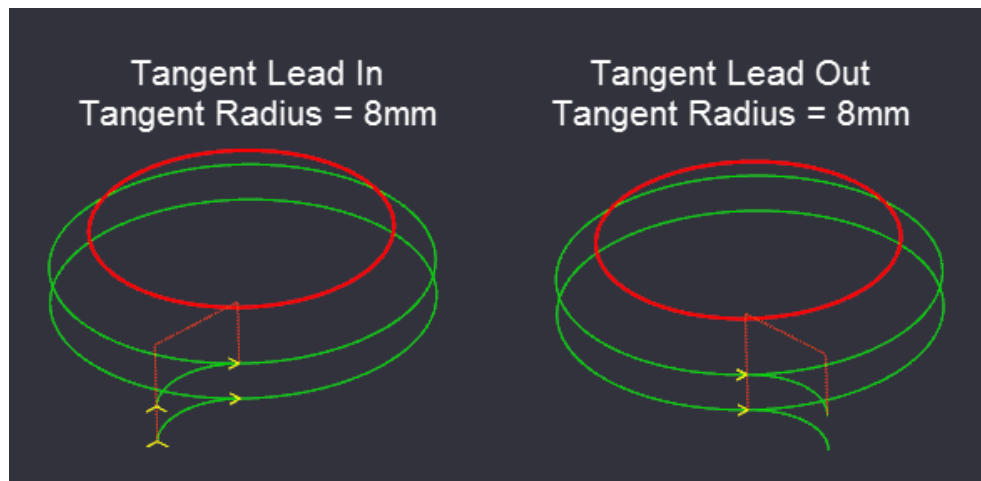 Tangent Lead In
Tangent Radius = 8mm
Tangent Lead Out
Tangent Radius = 8mm